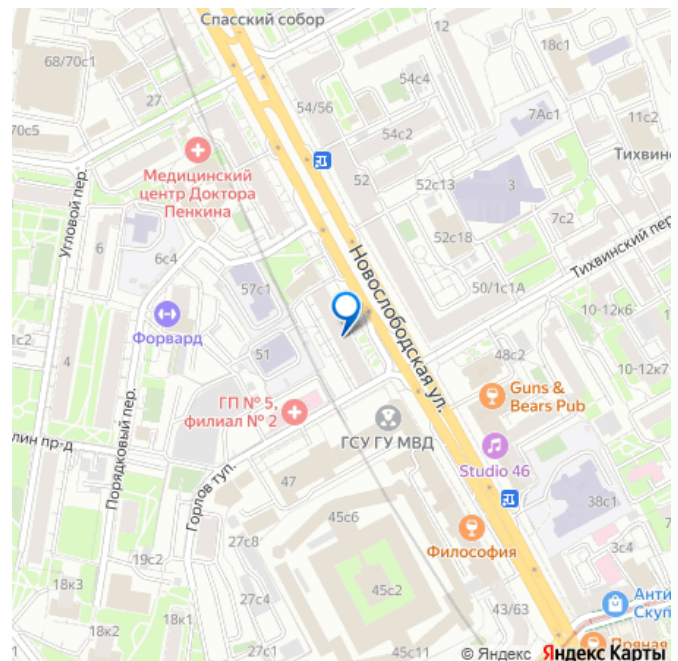 Спасский собор
12
68/70с1
18с1
54с4
27
54/56
7Ас1
11с2
70с5
54с2
Тихвинс
Медицинский
центр Доктора
Пенкина
52
52с13
3
Угловой пер.
7с2
6
52с18
Тихвинский пер
6с4
Новослободская ул.
57с1
50/1с1А
10-12к6
Форвард
1с2
4
51
48с2
10-12к7
Guns &
Bears Pub
ГП № 5,
филиал № 2
Порядковый пер.
лин пр-д
ГСУ ГУ МВД
Studio 46
Горлов туп.
47
38с1
45с6
27с8
Философия
19с2
3с4
18к3
45с2
Анти
Скуп
27с4
43/63
18к2
Пряная
18к1
45с11
© Яндекс Яндекс Карты